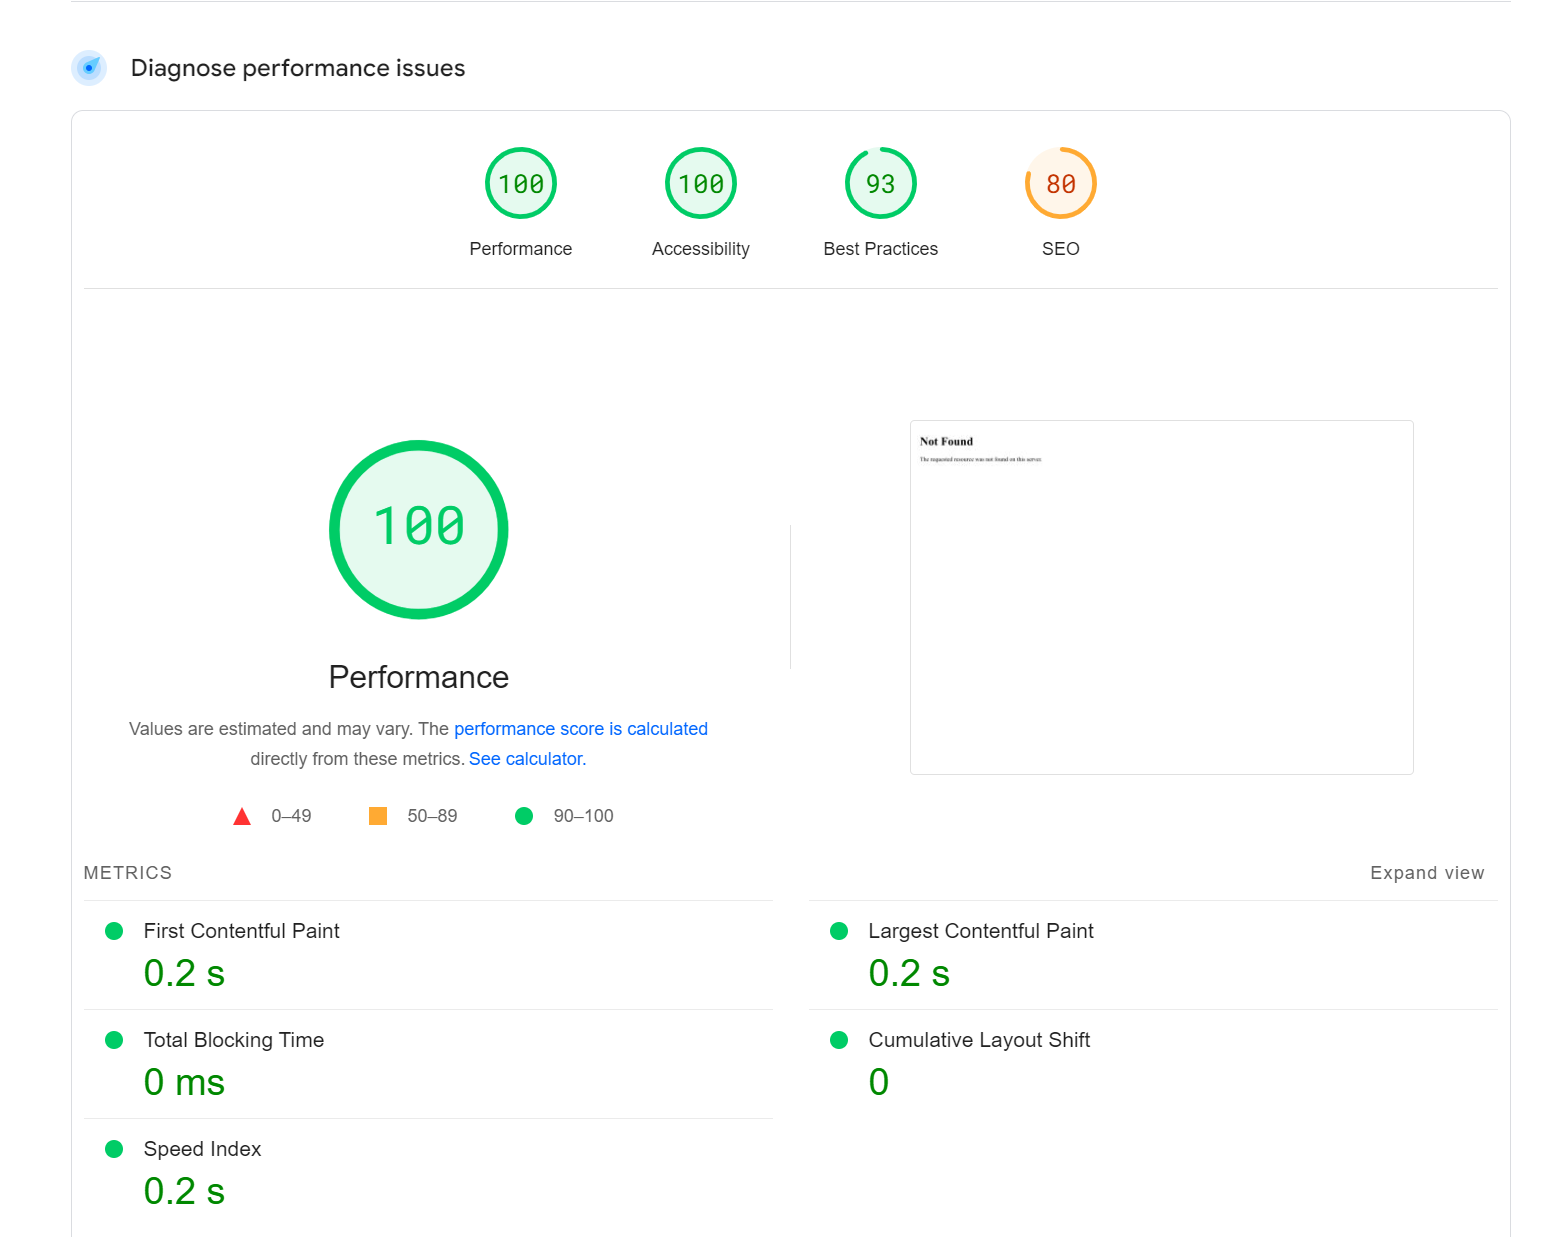 Diagnose performance issues
100
100
93
80
Performance
Accessibility
Best Practices
SEO
100
Performance
Values are estimated and may vary. The performance score is calculated
directly from these metrics. See calculator.
0–49
50–89
90–100
Not Found
The requested resource was not found on this server.
METRICS
Expand view
First Contentful Paint
0.2 s
Largest Contentful Paint
0.2 s
Total Blocking Time
0 ms
Cumulative Layout Shift
0
Speed Index
0.2 s